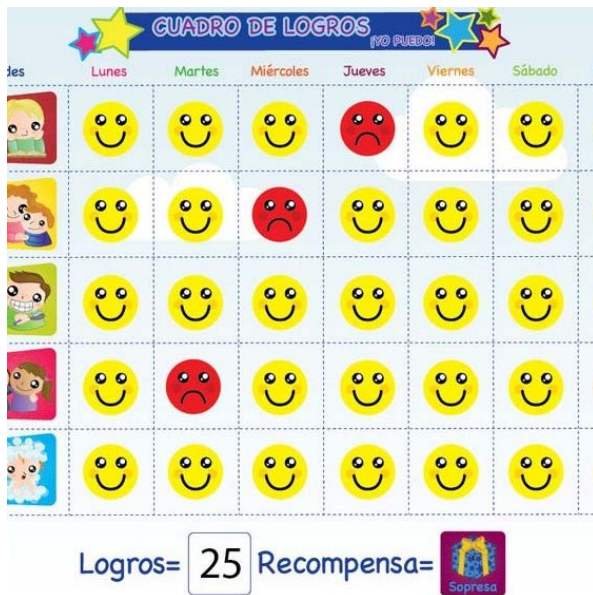 CUADRO DE LOGROS
¡YO PUEDO!
des Lunes Martes Miércoles Jueves Viernes Sábado
Logros= 25 Recompensa=
Sopresa